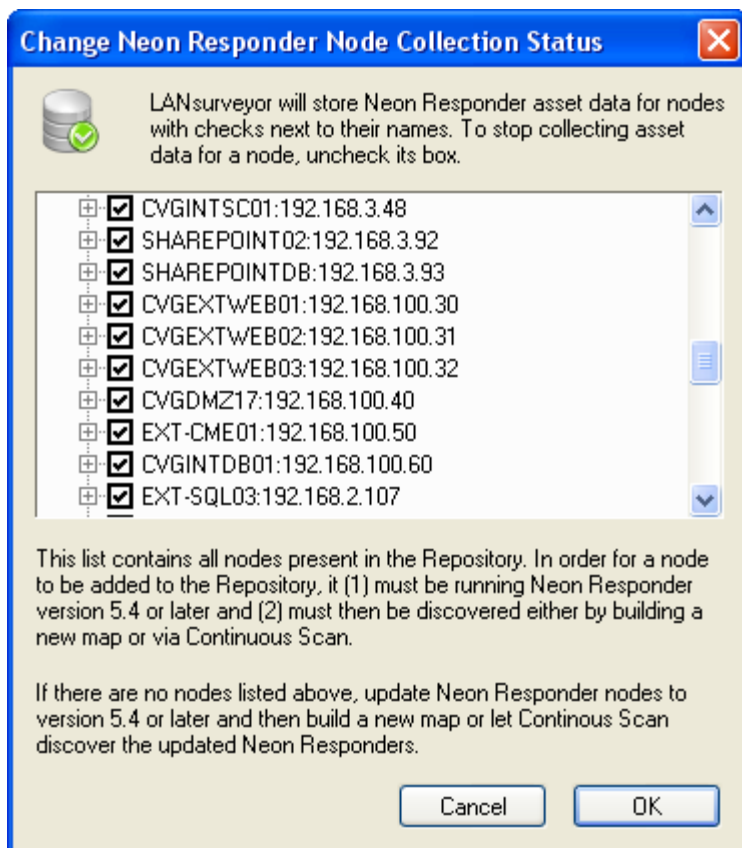 Change Neon Responder Node Collection Status
LANsurveyor will store Neon Responder asset data for nodes
with checks next to their names. To stop collecting asset
data for a node, uncheck its box.
CVGINTSC01:192.168.3.48
SHAREPOINT02:192.168.3.92
SHAREPOINTDB:192.168.3.93
CVGEXTWEB01:192.168.100.30
CVGEXTWEB02:192.168.100.31
CVGEXTWEB03:192.168.100.32
CVGDMZ17:192.168.100.40
EXT-CME01:192.168.100.50
CVGINTDB01:192.168.100.60
EXT-SQL03:192.168.2.107
This list contains all nodes present in the Repository. In order for a node
to be added to the Repository, it (1) must be running Neon Responder
version 5.4 or later and (2) must then be discovered either by building a
new map or via Continuous Scan.
If there are no nodes listed above, update Neon Responder nodes to
version 5.4 or later and then build a new map or let Continous Scan
discover the updated Neon Responders.
Cancel
OK